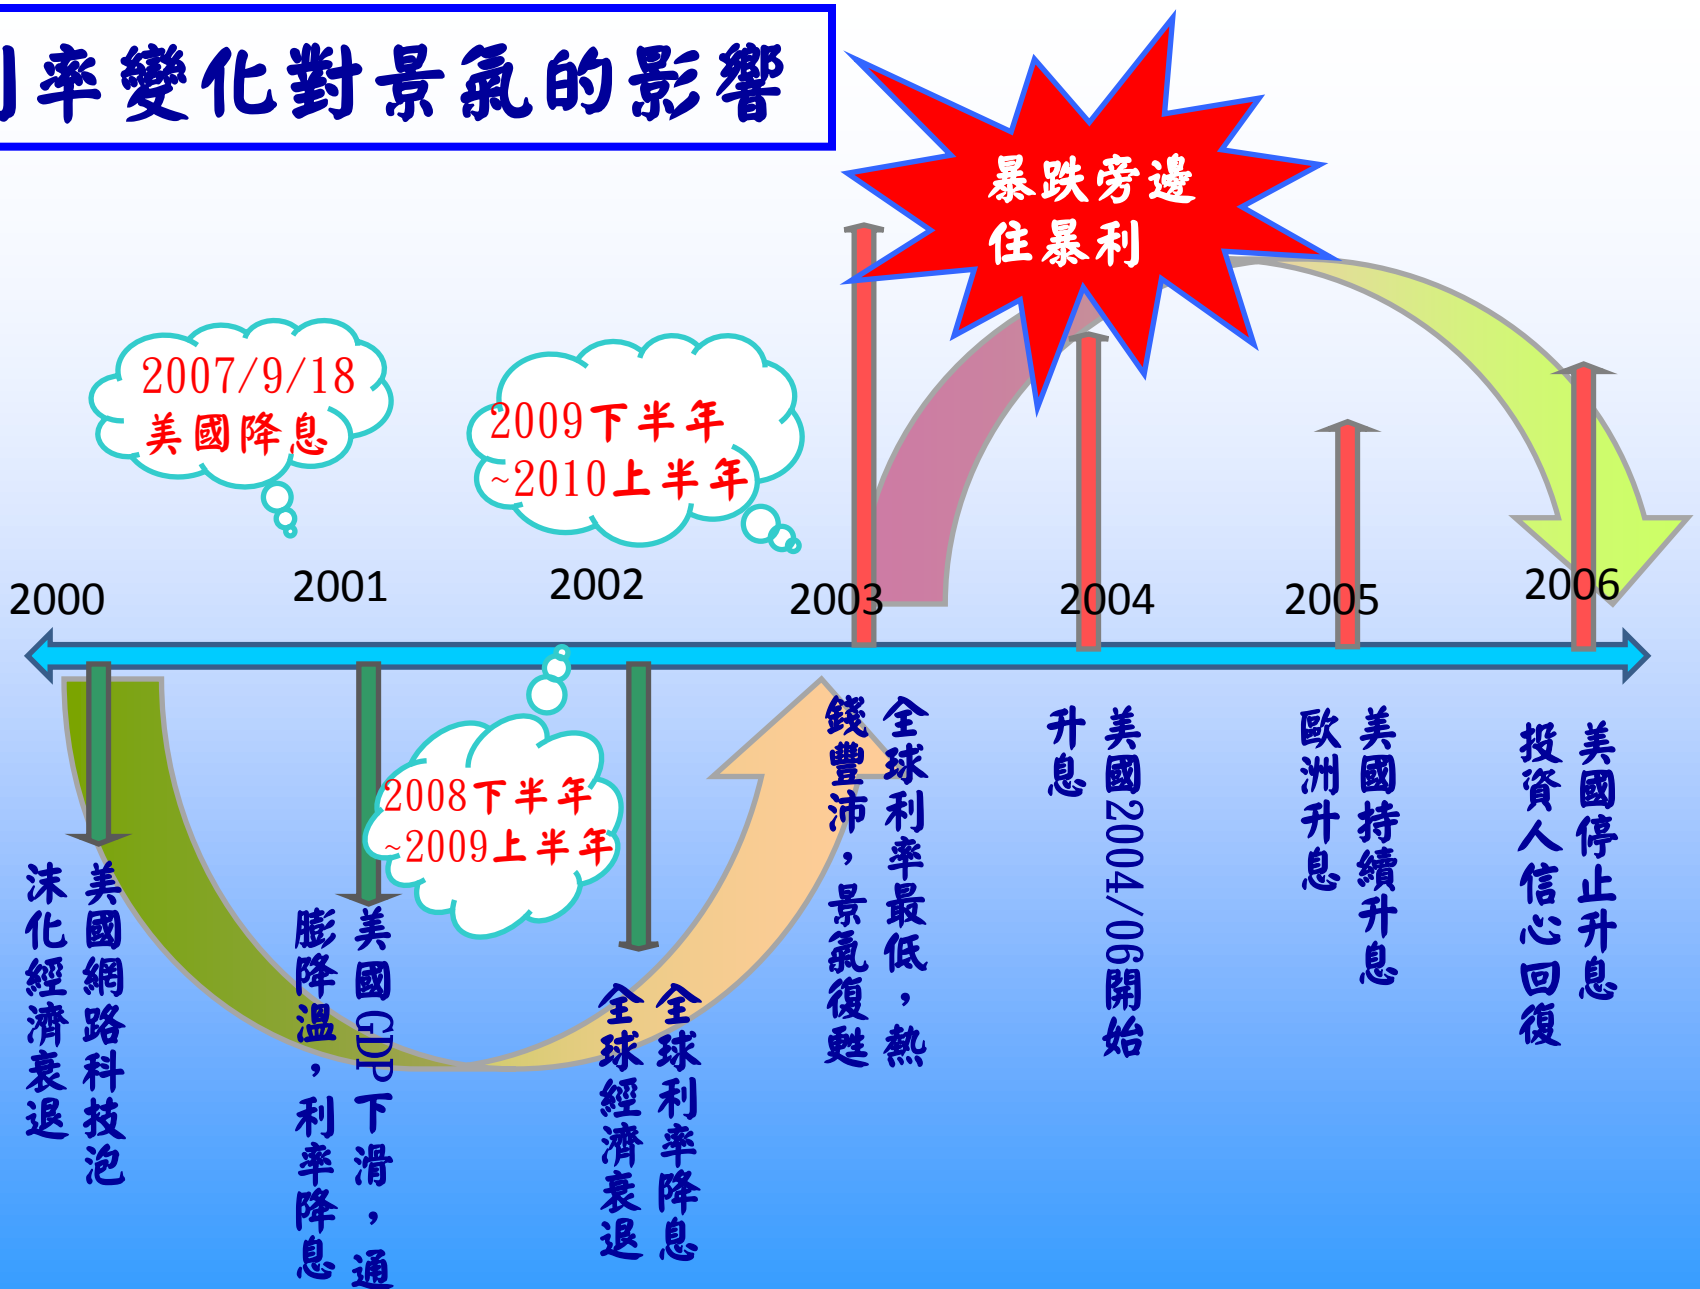 率變化對景氣的影響
暴跌旁邊
住暴利
2007/9/18
美國降息
2009下半年
~2010上半年
2000
2001
2002
2003
2004
2005
2006
2008下半年
~2009上半年
美國網路科技泡
沫化經濟衰退
美國GDP下滑，通
膨降溫，利率降息
全球利率降息
全球經濟衰退
全球利率最低，熱
錢豐沛，景氣復甦
美國2004/06開始
升息
美國持續升息
歐洲升息
美國停止升息
投資人信心回復